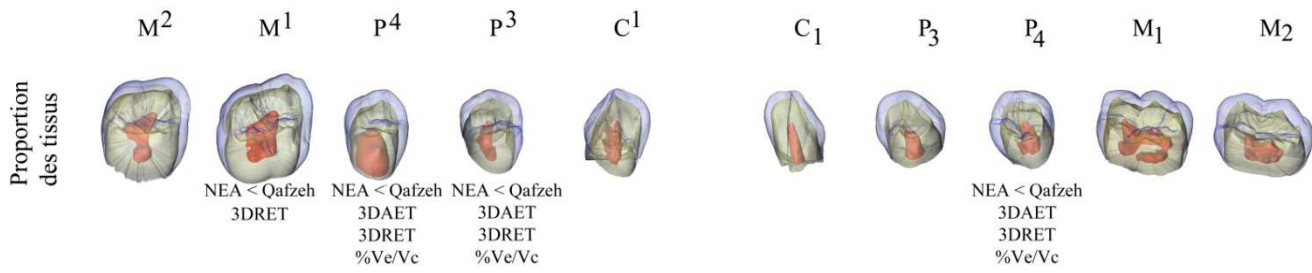 M² M¹ P⁴ P³ C¹ C₁ P₃ P₄ M₁ M₂
Proportion
des tissus
NEA < Qafzeh NEA < Qafzeh NEA < Qafzeh NEA < Qafzeh
3DRET 3DAET 3DAET 3DAET
3DRET 3DRET 3DRET
%Ve/Vc %Ve/Vc %Ve/Vc